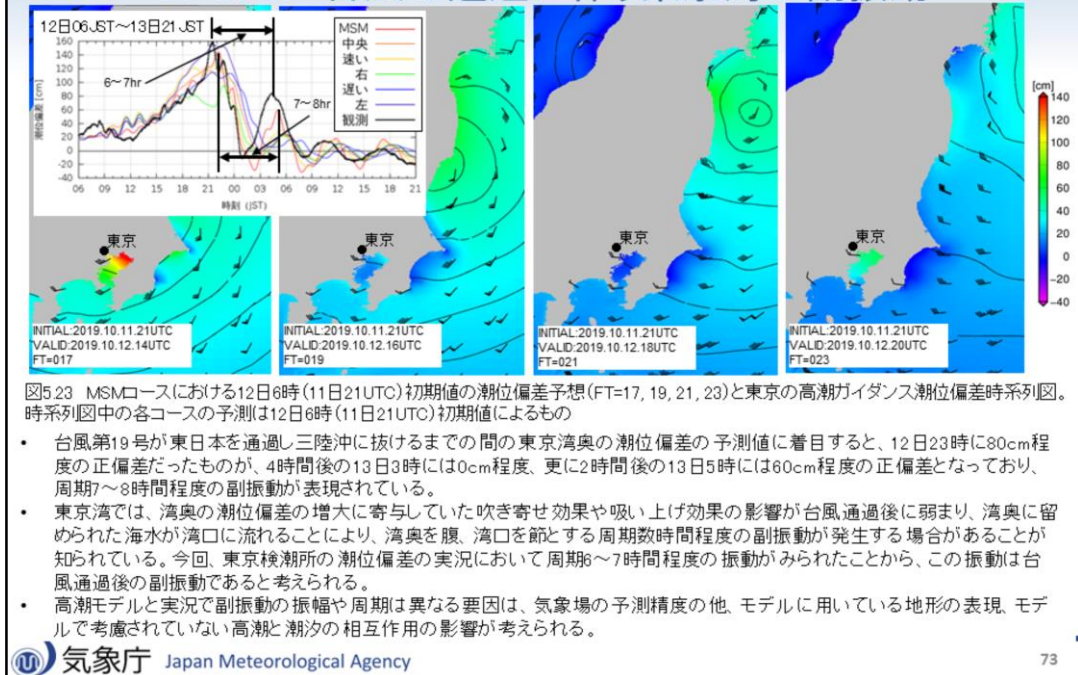 12日06JST～13日21JST
潮位偏差 [cm]
160
140
120
100
80
60
40
20
0
-20
-40
06 09 12 15 18 21 00 03 06 09 12 15 18 21
時刻 (JST)
6～7hr
7～8hr
MSM
中央
速い
右
遅い
左
観測
東京
INITIAL:2019.10.11.21UTC
VALID:2019.10.12.14UTC
FT=017
東京
INITIAL:2019.10.11.21UTC
VALID:2019.10.12.16UTC
FT=019
東京
INITIAL:2019.10.11.21UTC
VALID:2019.10.12.18UTC
FT=021
東京
INITIAL:2019.10.11.21UTC
VALID:2019.10.12.20UTC
FT=023
[cm]
140
120
100
80
60
40
20
0
-20
-40
図5.23 MSMコースにおける12日6時(11日21UTC)初期値の潮位偏差予想(FT=17, 19, 21, 23)と東京の高潮ガイダンス潮位偏差時系列図。
時系列図中の各コースの予測は12日6時(11日21UTC)初期値によるもの
• 台風第19号が東日本を通過し三陸沖に抜けるまでの間の東京湾奥の潮位偏差の予測値に着目すると、12日23時に80cm程
度の正偏差だったものが、4時間後の13日3時には0cm程度、更に2時間後の13日5時には60cm程度の正偏差となっており、
周期7～8時間程度の副振動が表現されている。
• 東京湾では、湾奥の潮位偏差の増大に寄与していた吹き寄せ効果や吸い上げ効果の影響が台風通過後に弱まり、湾奥に留
められた海水が湾口に流れることにより、湾奥を腹、湾口を節とする周期数時間程度の副振動が発生する場合があることが
知られている。今回、東京検潮所の潮位偏差の実況において周期6～7時間程度の振動がみられたことから、この振動は台
風通過後の副振動であると考えられる。
• 高潮モデルと実況で副振動の振幅や周期は異なる要因は、気象場の予測精度の他、モデルに用いている地形の表現、モデ
ルで考慮されていない高潮と潮汐の相互作用の影響が考えられる。
気象庁 Japan Meteorological Agency
73